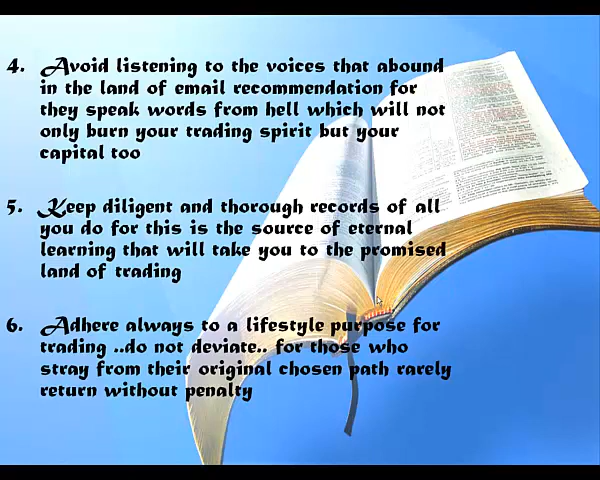 4. Avoid listening to the voices that abound
in the land of email recommendation for
they speak words from hell which will not
only burn your trading spirit but your
capital too
5. Keep diligent and thorough records of all
you do for this is the source of eternal
learning that will take you to the promised
land of trading
6. Adhere always to a lifestyle purpose for
trading ..do not deviate.. for those who
stray from their original chosen path rarely
return without penalty